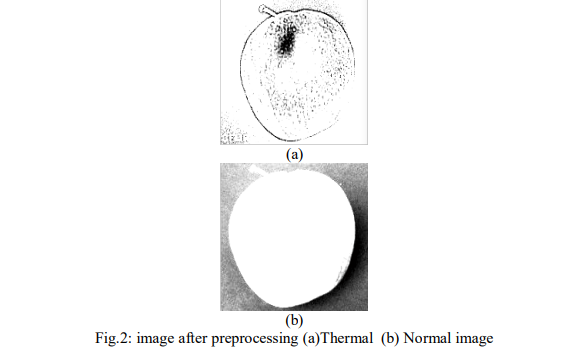 (a)
(b)
Fig.2: image after preprocessing (a)Thermal (b) Normal image